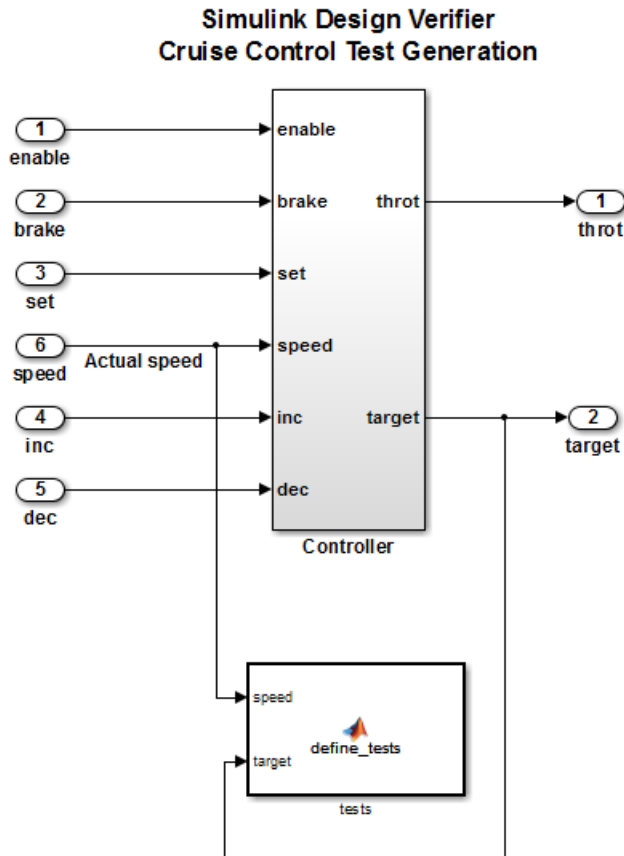 Simulink Design Verifier
Cruise Control Test Generation
1
enable
enable
2
brake
brake
throt
1
throt
3
set
set
6
speed
Actual speed
speed
4
inc
inc
target
2
target
5
dec
dec
Controller
speed
define_tests
target
tests